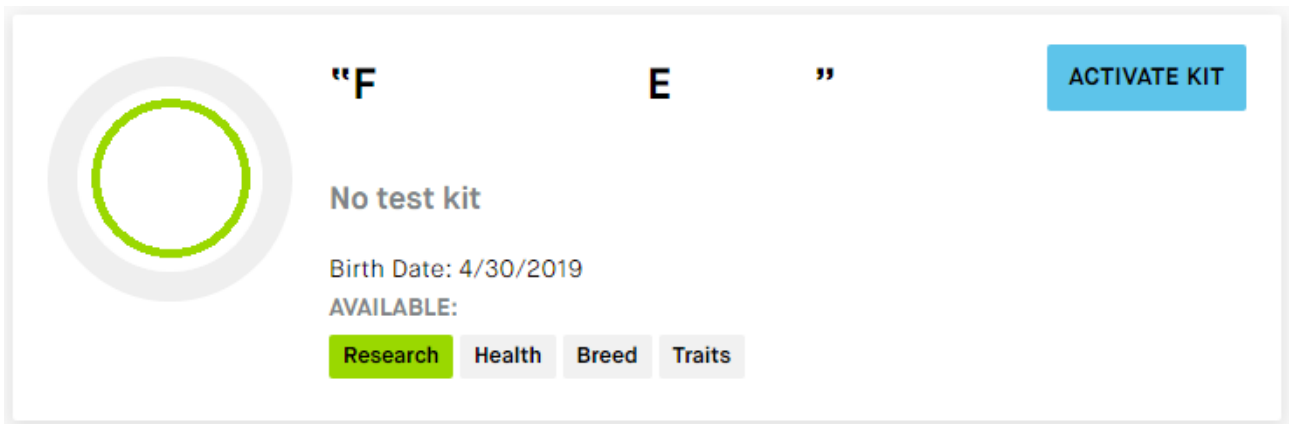 "F E "
ACTIVATE KIT
No test kit
Birth Date: 4/30/2019
AVAILABLE:
Research Health Breed Traits